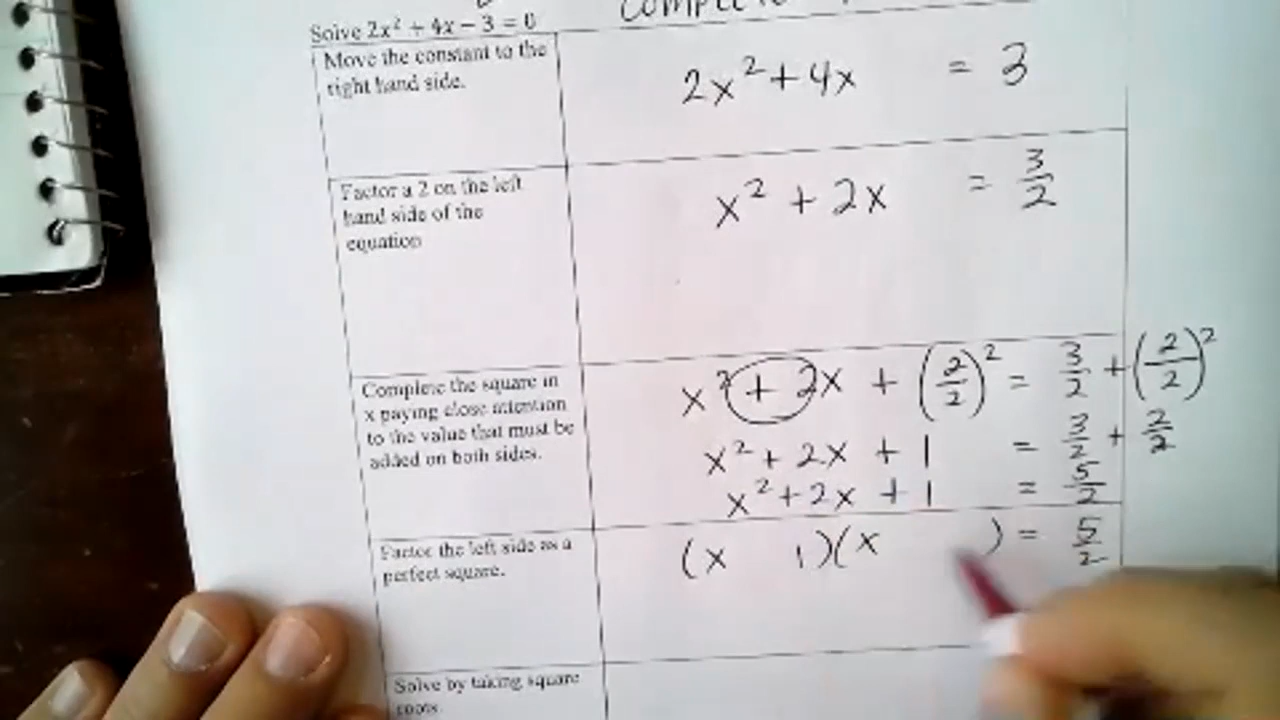 Solve 2x² + 4x − 3 = 0
Move the constant to the
right hand side.
2x² + 4x = 3
Factor a 2 on the left
hand side of the
equation
x² + 2x = 3/2
Complete the square in
x paying close attention
to the value that must be
added on both sides.
x² + 2x + (2/2)² = 3/2 + (2/2)²
x² + 2x + 1 = 3/2 + 2/2
x² + 2x + 1 = 5/2
Factor the left side as a
perfect square.
(x 1)(x ) = 5/2
Solve by taking square
roots.